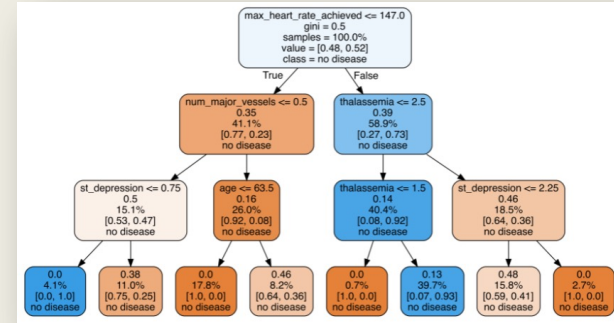 max_heart_rate_achieved <= 147.0
gini = 0.5
samples = 100.0%
value = [0.48, 0.52]
class = no disease
True
False
num_major_vessels <= 0.5
0.35
41.1%
[0.77, 0.23]
no disease
thalassemia <= 2.5
0.39
58.9%
[0.27, 0.73]
no disease
st_depression <= 0.75
0.5
15.1%
[0.53, 0.47]
no disease
age <= 63.5
0.16
26.0%
[0.92, 0.08]
no disease
thalassemia <= 1.5
0.14
40.4%
[0.08, 0.92]
no disease
st_depression <= 2.25
0.46
18.5%
[0.64, 0.36]
no disease
0.0
4.1%
[0.0, 1.0]
no disease
0.38
11.0%
[0.75, 0.25]
no disease
0.0
17.8%
[1.0, 0.0]
no disease
0.46
8.2%
[0.64, 0.36]
no disease
0.0
0.7%
[1.0, 0.0]
no disease
0.13
39.7%
[0.07, 0.93]
no disease
0.48
15.8%
[0.59, 0.41]
no disease
0.0
2.7%
[1.0, 0.0]
no disease